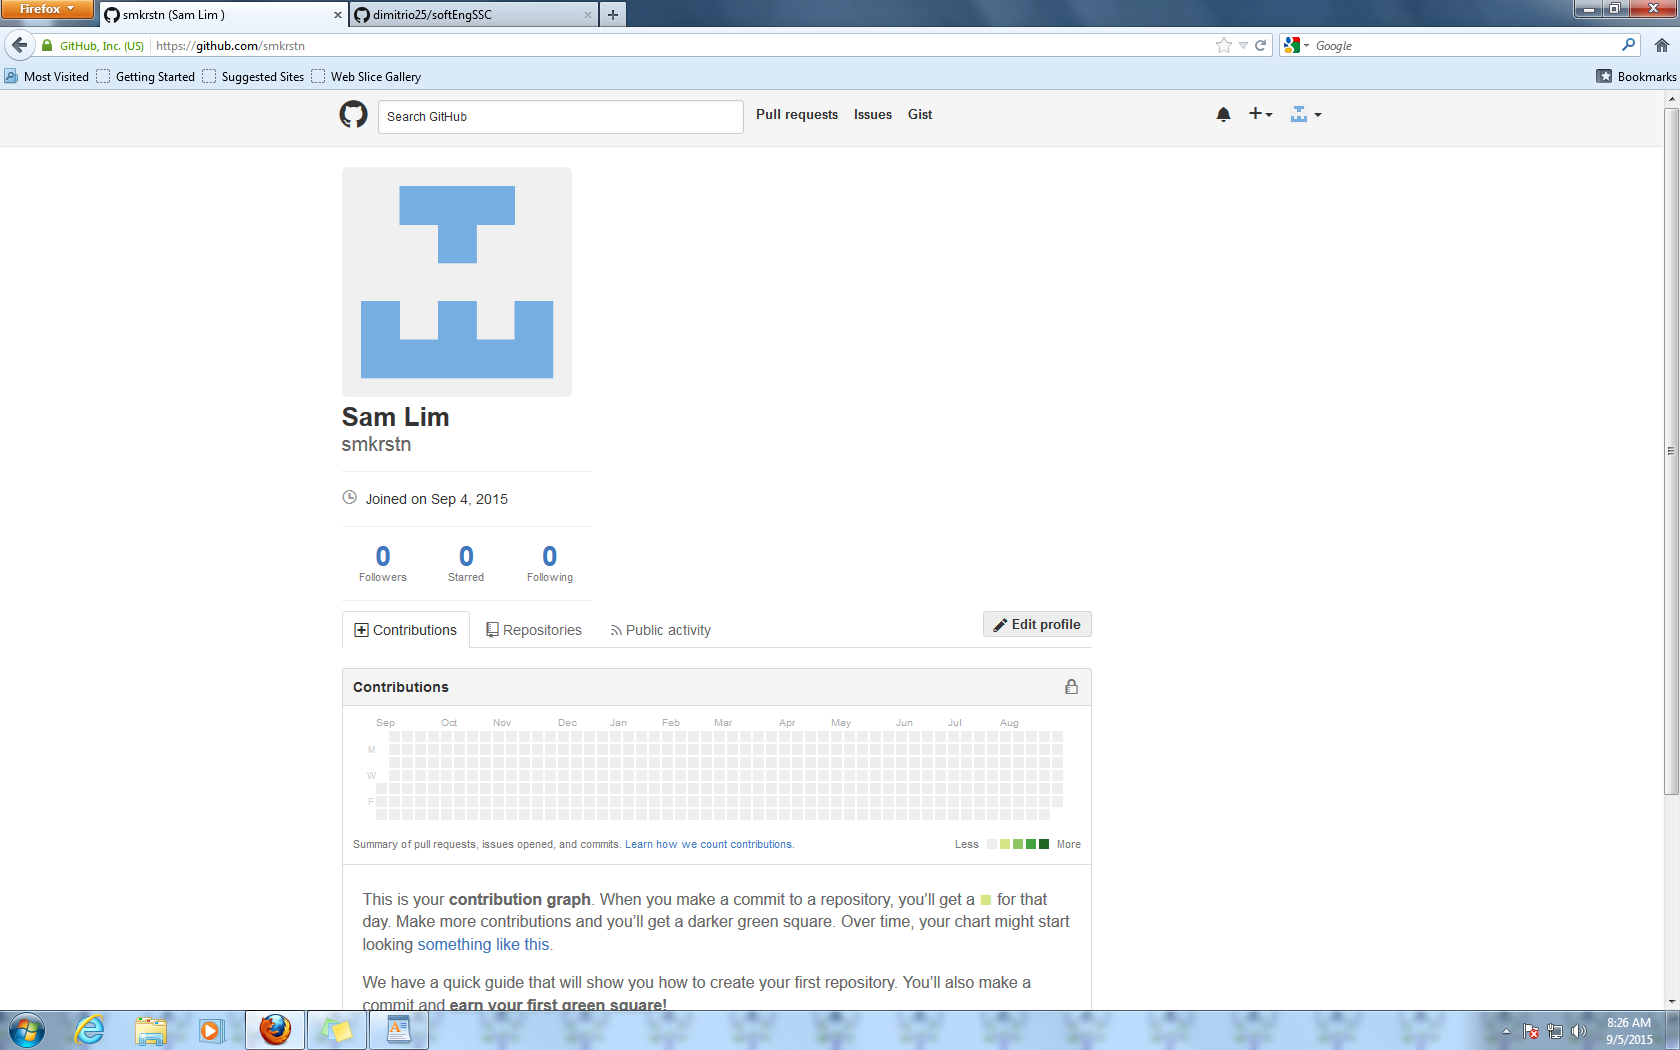 Firefox
smkrstn (Sam Lim )
dimitrio25/softEngSSC
GitHub, Inc. (US)
https://github.com/smkrstn
Google
Most Visited
Getting Started
Suggested Sites
Web Slice Gallery
Bookmarks
Search GitHub
Pull requests
Issues
Gist
Sam Lim
smkrstn
Joined on Sep 4, 2015
0
0
0
Followers
Starred
Following
Contributions
Repositories
Public activity
Edit profile
Contributions
Sep Oct Nov Dec Jan Feb Mar Apr May Jun Jul Aug
M
W
F
Summary of pull requests, issues opened, and commits. Learn how we count contributions.
Less
More
This is your contribution graph. When you make a commit to a repository, you’ll get a for that
day. Make more contributions and you’ll get a darker green square. Over time, your chart might start
looking something like this.
We have a quick guide that will show you how to create your first repository. You’ll also make a
commit and earn your first green square!
8:26 AM
9/5/2015